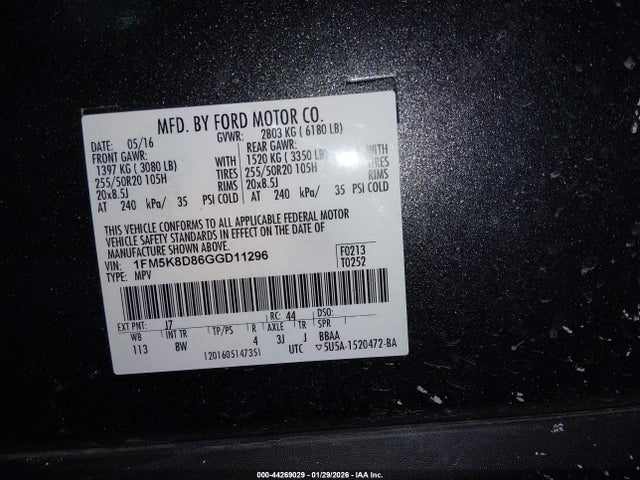 MFD. BY FORD MOTOR CO.
DATE: 05/16 GVWR: 2803 KG ( 6180 LB)
FRONT GAWR: REAR GAWR:
1397 KG ( 3080 LB) WITH 1520 KG ( 3350 LB) WITH
255/50R20 105H TIRES 255/50R20 105H TIRES
20x8.5J RIMS 20x8.5J RIMS
AT 240 kPa/ 35 PSI COLD AT 240 kPa/ 35 PSI COLD
THIS VEHICLE CONFORMS TO ALL APPLICABLE FEDERAL MOTOR
VEHICLE SAFETY STANDARDS IN EFFECT ON THE DATE OF
MANUFACTURE SHOWN ABOVE.
VIN: 1FM5K8D86GGD11296 F0213
TYPE: MPV T0252
EXT PNT: J7 RC: 44 DSO:
WB INT TR TP/PS R AXLE TR SPR
113 8W 4 3J J BBAA
1201605147351 UTC ▽5U5A-1520472-BA
000-44269029 - 01/29/2026 - IAA Inc.